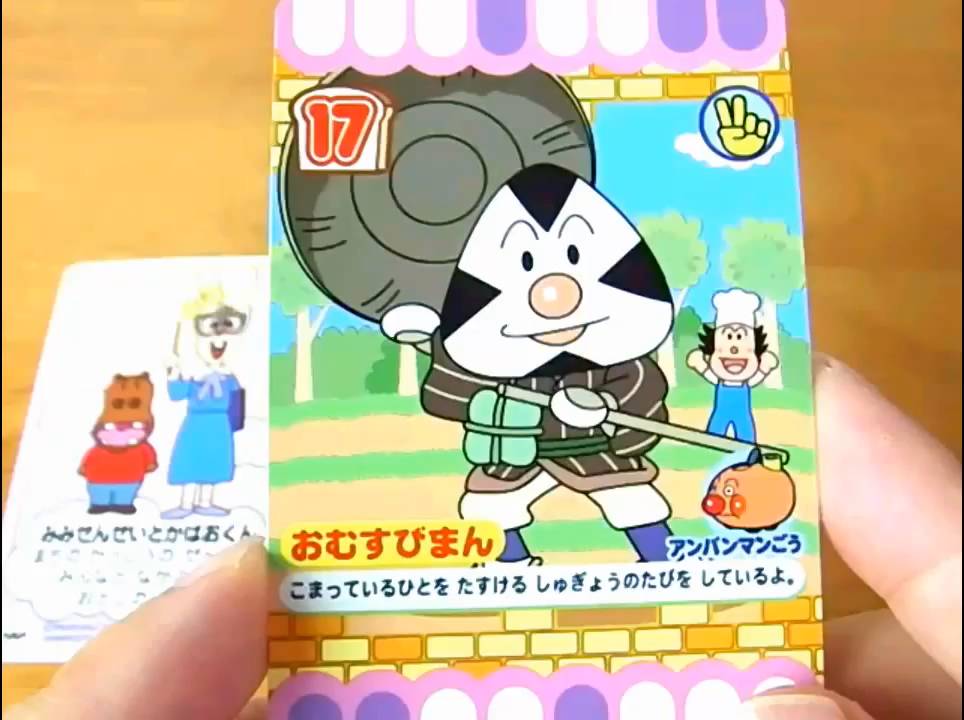 17
おむすびまん
アンパンマンごう
こまっているひとを たすける しゅぎょうのたびを しているよ。
みみせんせいとかばおくん